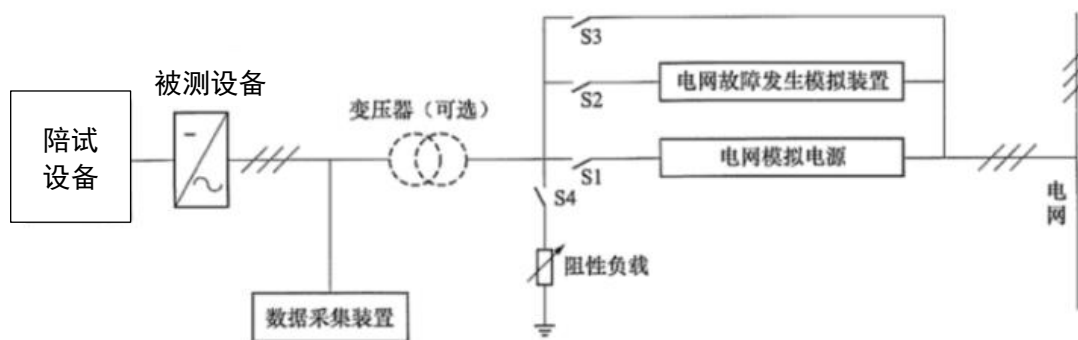 S3
被测设备
电网故障发生模拟装置
S2
变压器（可选）
陪试
设备
电网模拟电源
S1
S4
电
网
阻性负载
数据采集装置